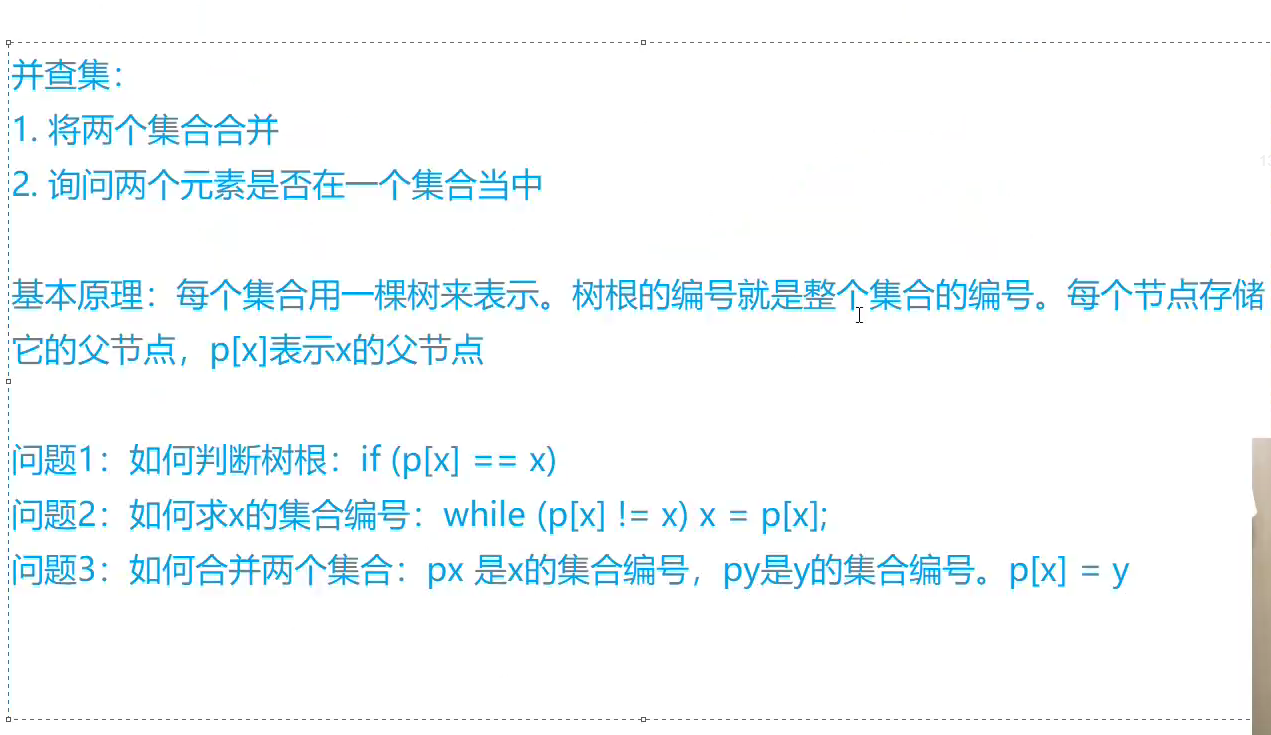 并查集：
1. 将两个集合合并
2. 询问两个元素是否在一个集合当中
基本原理：每个集合用一棵树来表示。树根的编号就是整个集合的编号。每个节点存储
它的父节点，p[x]表示x的父节点
问题1：如何判断树根：if (p[x] == x)
问题2：如何求x的集合编号：while (p[x] != x) x = p[x];
问题3：如何合并两个集合：px 是x的集合编号，py是y的集合编号。p[x] = y